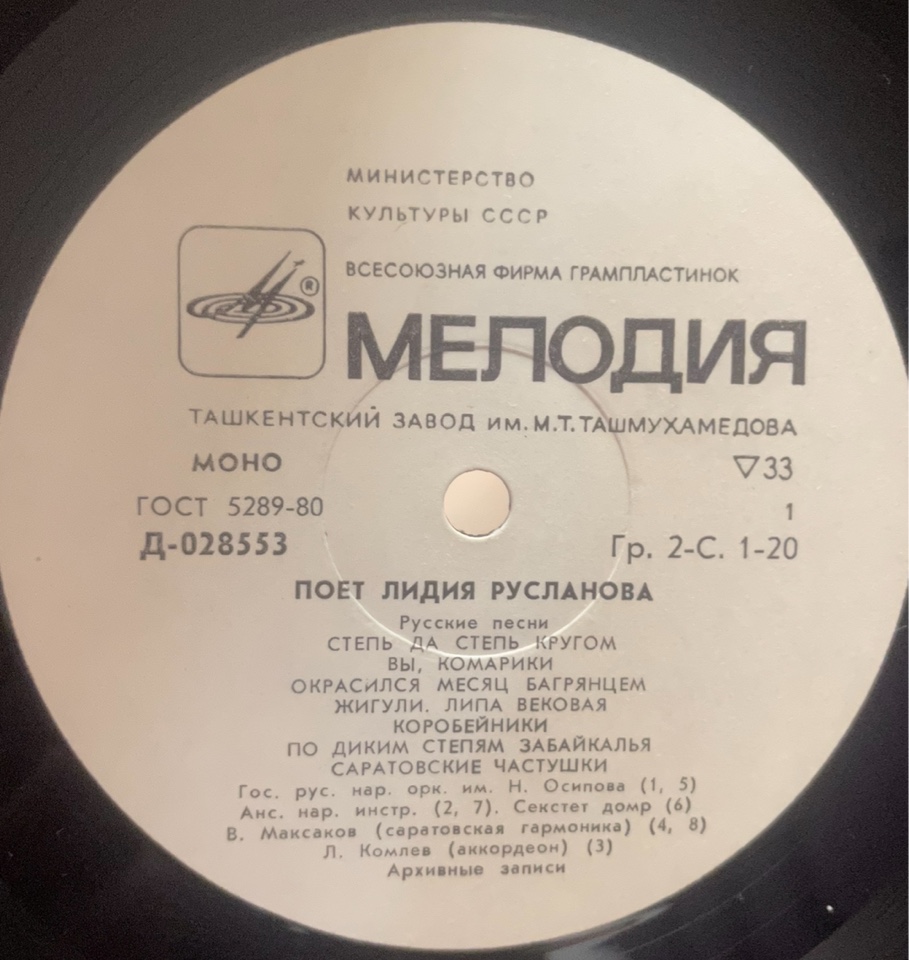 МИНИСТЕРСТВО
КУЛЬТУРЫ СССР
ВСЕСОЮЗНАЯ ФИРМА ГРАМПЛАСТИНОК
®
МЕЛОДИЯ
ТАШКЕНТСКИЙ ЗАВОД ИМ. М.Т. ТАШМУХАМЕДОВА
МОНО ▽33
ГОСТ 5289-80 1
Д-028553 Гр. 2-С. 1-20
ПОЕТ ЛИДИЯ РУСЛАНОВА
Русские песни
СТЕПЬ ДА СТЕПЬ КРУГОМ
ВЫ, КОМАРИКИ
ОКРАСИЛСЯ МЕСЯЦ БАГРЯНЦЕМ
ЖИГУЛИ. ЛИПА ВЕКОВАЯ
КОРОБЕЙНИКИ
ПО ДИКИМ СТЕПЯМ ЗАБАЙКАЛЬЯ
САРАТОВСКИЕ ЧАСТУШКИ
Гос. рус. нар. орк. им. Н. Осипова (1, 5)
Анс. нар. инстр. (2, 7). Секстет домр (6)
В. Максаков (саратовская гармоника) (4, 8)
Л. Комлев (аккордеон) (3)
Архивные записи